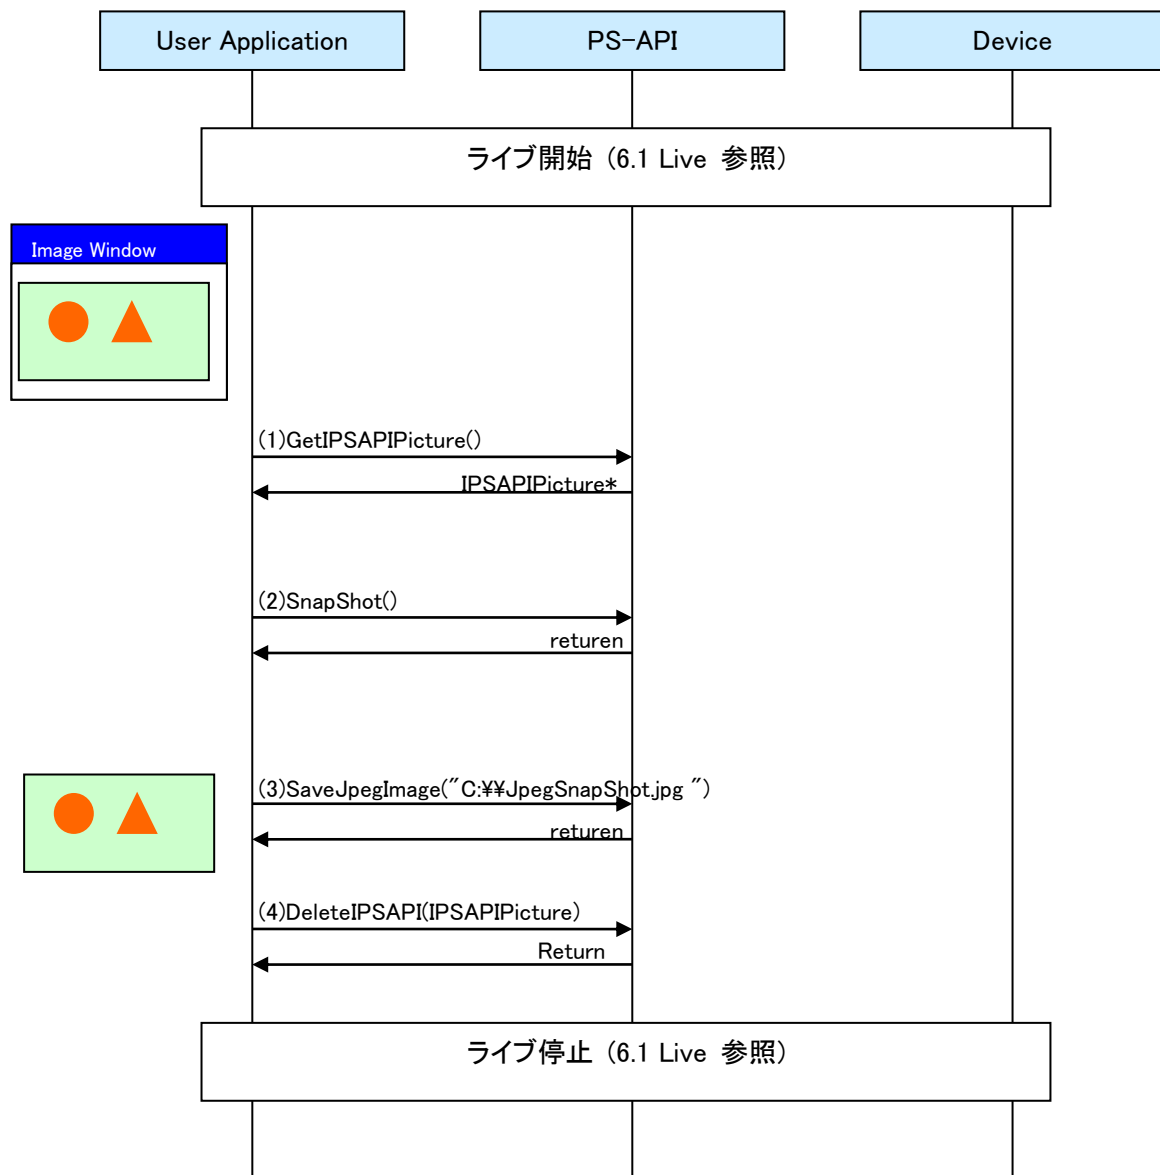 User Application
PS-API
Device
ライブ開始 (6.1 Live 参照)
Image Window
(1)GetIPSAPIPicture()
IPSAPIPicture*
(2)SnapShot()
returen
(3)SaveJpegImage("C:¥¥JpegSnapShot.jpg ")
returen
(4)DeleteIPSAPI(IPSAPIPicture)
Return
ライブ停止 (6.1 Live 参照)